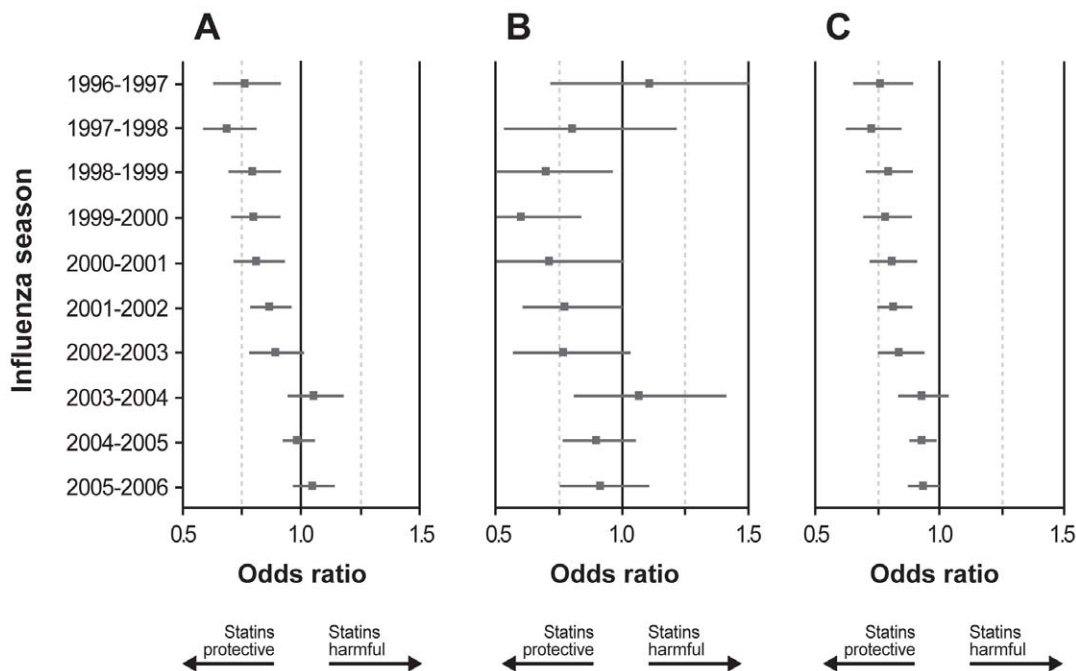 A B C
Influenza season
1996-1997
1997-1998
1998-1999
1999-2000
2000-2001
2001-2002
2002-2003
2003-2004
2004-2005
2005-2006
0.5 1.0 1.5 0.5 1.0 1.5 0.5 1.0 1.5
Odds ratio Odds ratio Odds ratio
Statins protective
Statins harmful
Statins protective
Statins harmful
Statins protective
Statins harmful